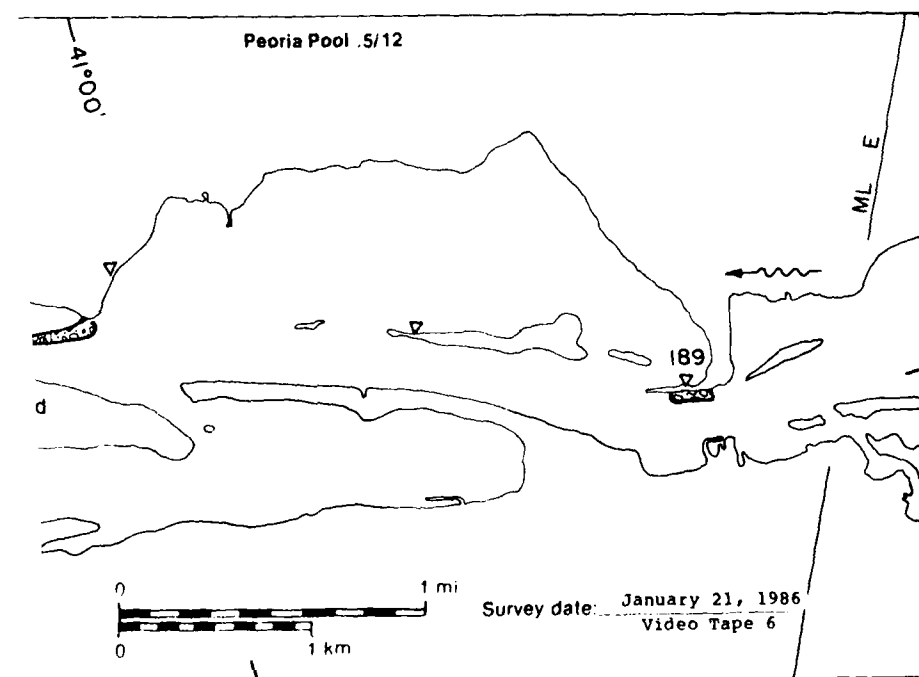 Peoria Pool .5/12
41°00'
ML E
189
d
0 1 mi
0 1 km
Survey date: January 21, 1986
Video Tape 6